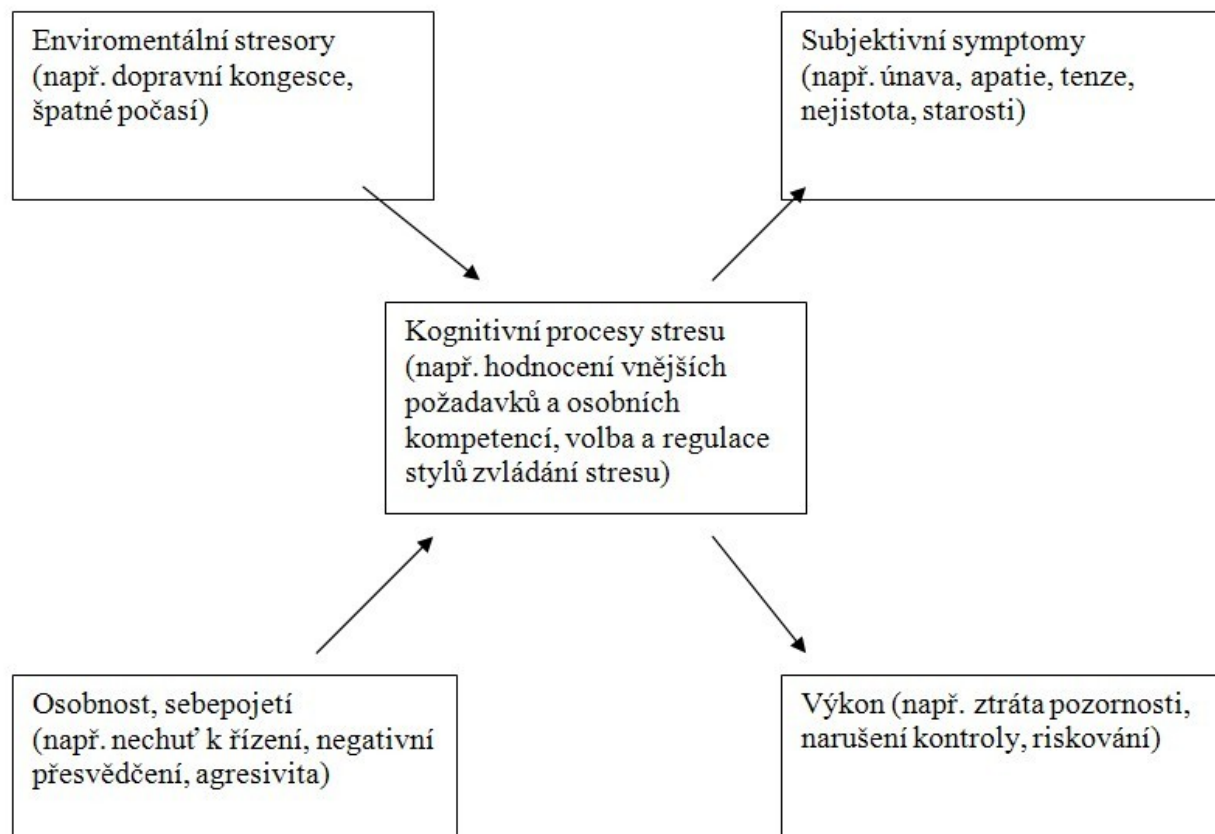 Enviromentální stresory
(např. dopravní kongesce,
špatné počasí)
Subjektivní symptomy
(např. únava, apatie, tenze,
nejistota, starosti)
Kognitivní procesy stresu
(např. hodnocení vnějších
požadavků a osobních
kompetencí, volba a regulace
stylů zvládání stresu)
Osobnost, sebepojetí
(např. nechuť k řízení, negativní
přesvědčení, agresivita)
Výkon (např. ztráta pozornosti,
narušení kontroly, riskování)